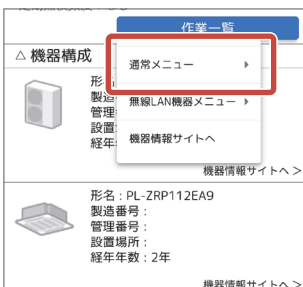 作業一覧
△ 機器構成
通常メニュー
形名
製造
無線LAN機器メニュー
管理
設置
機器情報サイトへ
経年
機器情報サイトへ >
形名 : PL-ZRP112EA9
製造番号 :
管理番号 :
設置場所 :
経年年数 : 2年
機器情報サイトへ >